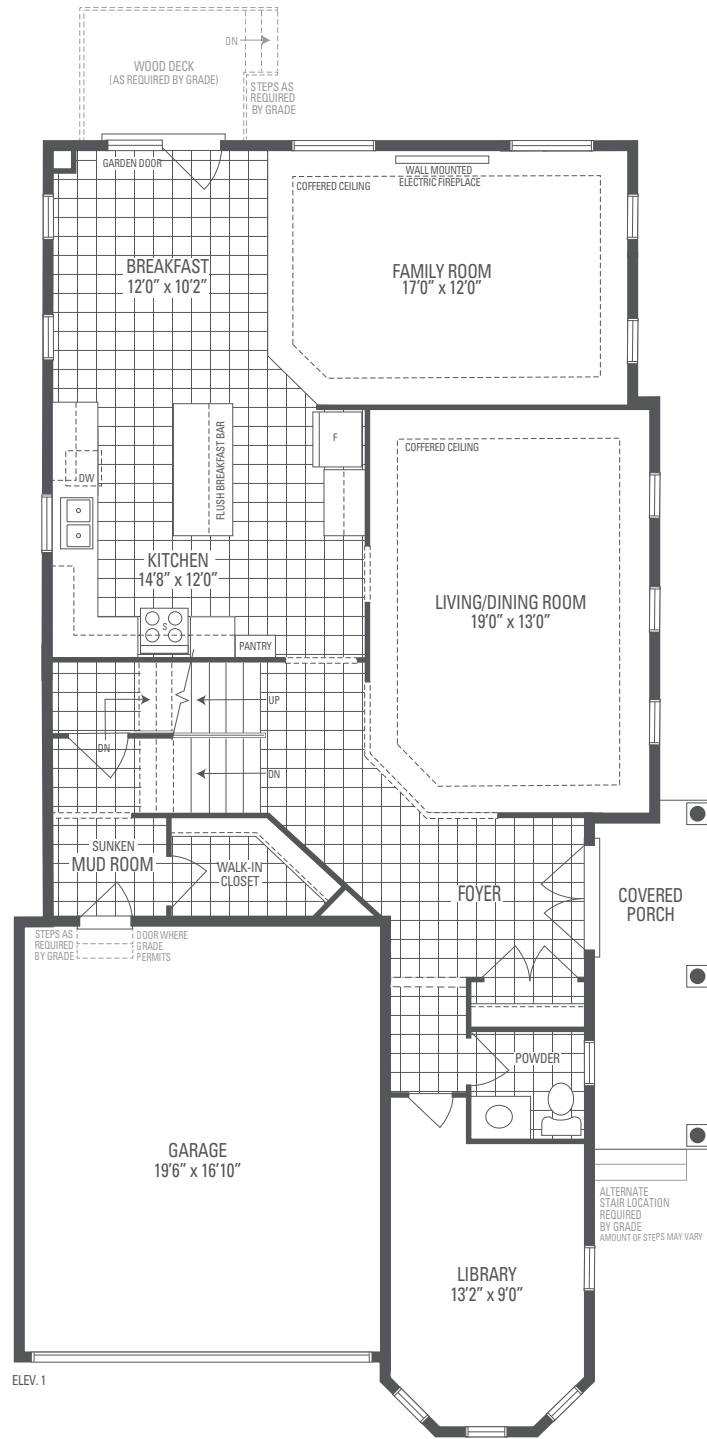 DN
WOOD DECK
(AS REQUIRED BY GRADE)
STEPS AS
REQUIRED
BY GRADE
GARDEN DOOR
WALL MOUNTED
ELECTRIC FIREPLACE
COFFERED CEILING
BREAKFAST
12'0" x 10'2"
FAMILY ROOM
17'0" x 12'0"
F
COFFERED CEILING
FLUSH BREAKFAST BAR
DW
KITCHEN
14'8" x 12'0"
LIVING/DINING ROOM
19'0" x 13'0"
S
PANTRY
UP
DN
DN
SUNKEN
MUD ROOM
WALK-IN
CLOSET
FOYER
COVERED
PORCH
STEPS AS
REQUIRED
BY GRADE
DOOR WHERE
GRADE
PERMITS
POWDER
GARAGE
19'6" x 16'10"
ALTERNATE
STAIR LOCATION
REQUIRED
BY GRADE
AMOUNT OF STEPS MAY VARY
LIBRARY
13'2" x 9'0"
ELEV. 1